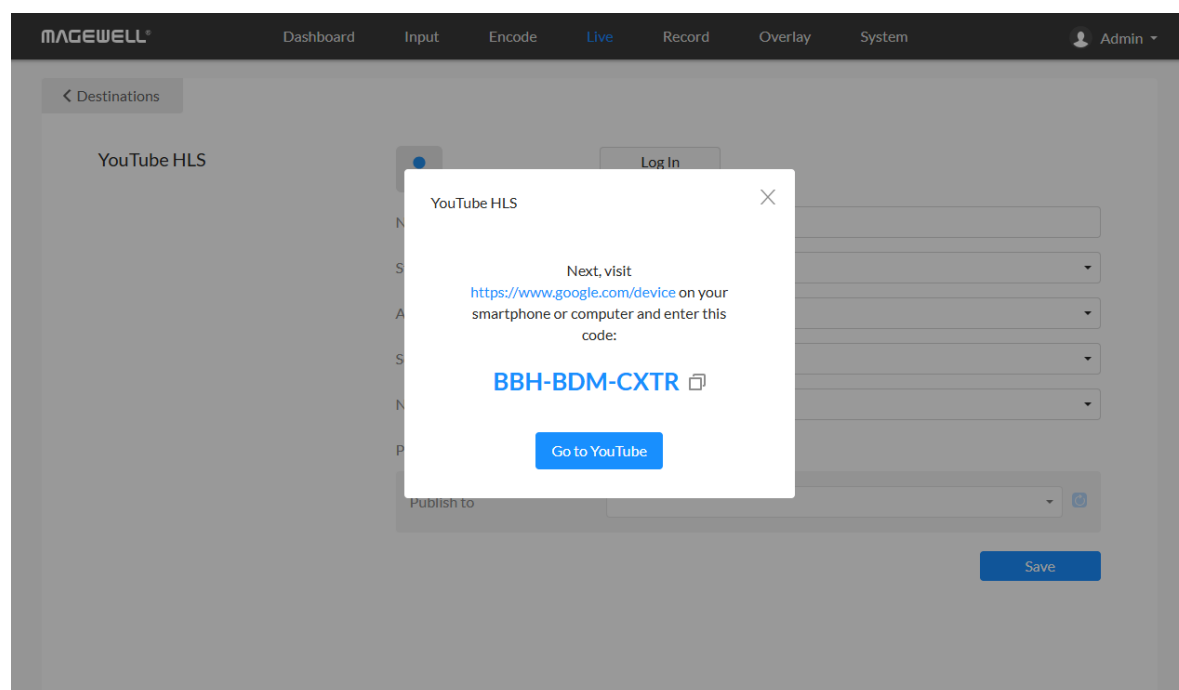 MAGEWELL®
Dashboard Input Encode Live Record Overlay System Admin
Destinations
YouTube HLS
Log In
YouTube HLS
Next, visit
https://www.google.com/device on your
smartphone or computer and enter this
code:
BBH-BDM-CXTR
Go to YouTube
Publish to
Save